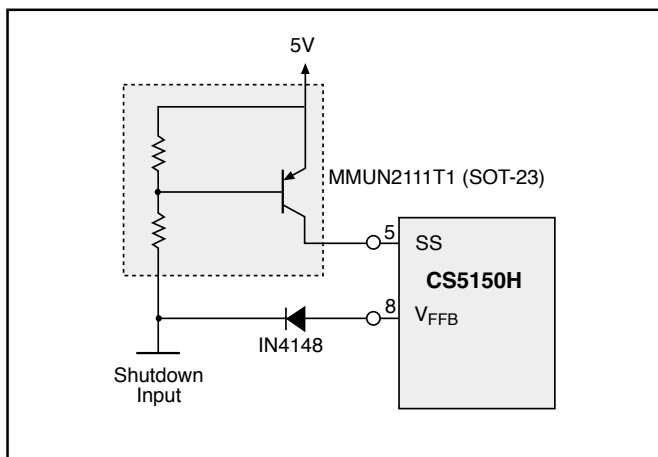 5V
MMUN2111T1 (SOT-23)
5
SS
CS5150H
8
VFFB
IN4148
Shutdown
Input